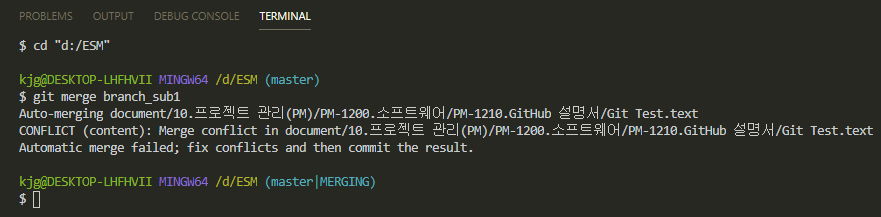 PROBLEMS OUTPUT DEBUG CONSOLE TERMINAL
$ cd "d:/ESM"
kjg@DESKTOP-LHFHVII MINGW64 /d/ESM (master)
$ git merge branch_sub1
Auto-merging document/10.프로젝트 관리(PM)/PM-1200.소프트웨어/PM-1210.GitHub 설명서/Git Test.text
CONFLICT (content): Merge conflict in document/10.프로젝트 관리(PM)/PM-1200.소프트웨어/PM-1210.GitHub 설명서/Git Test.text
Automatic merge failed; fix conflicts and then commit the result.
kjg@DESKTOP-LHFHVII MINGW64 /d/ESM (master|MERGING)
$